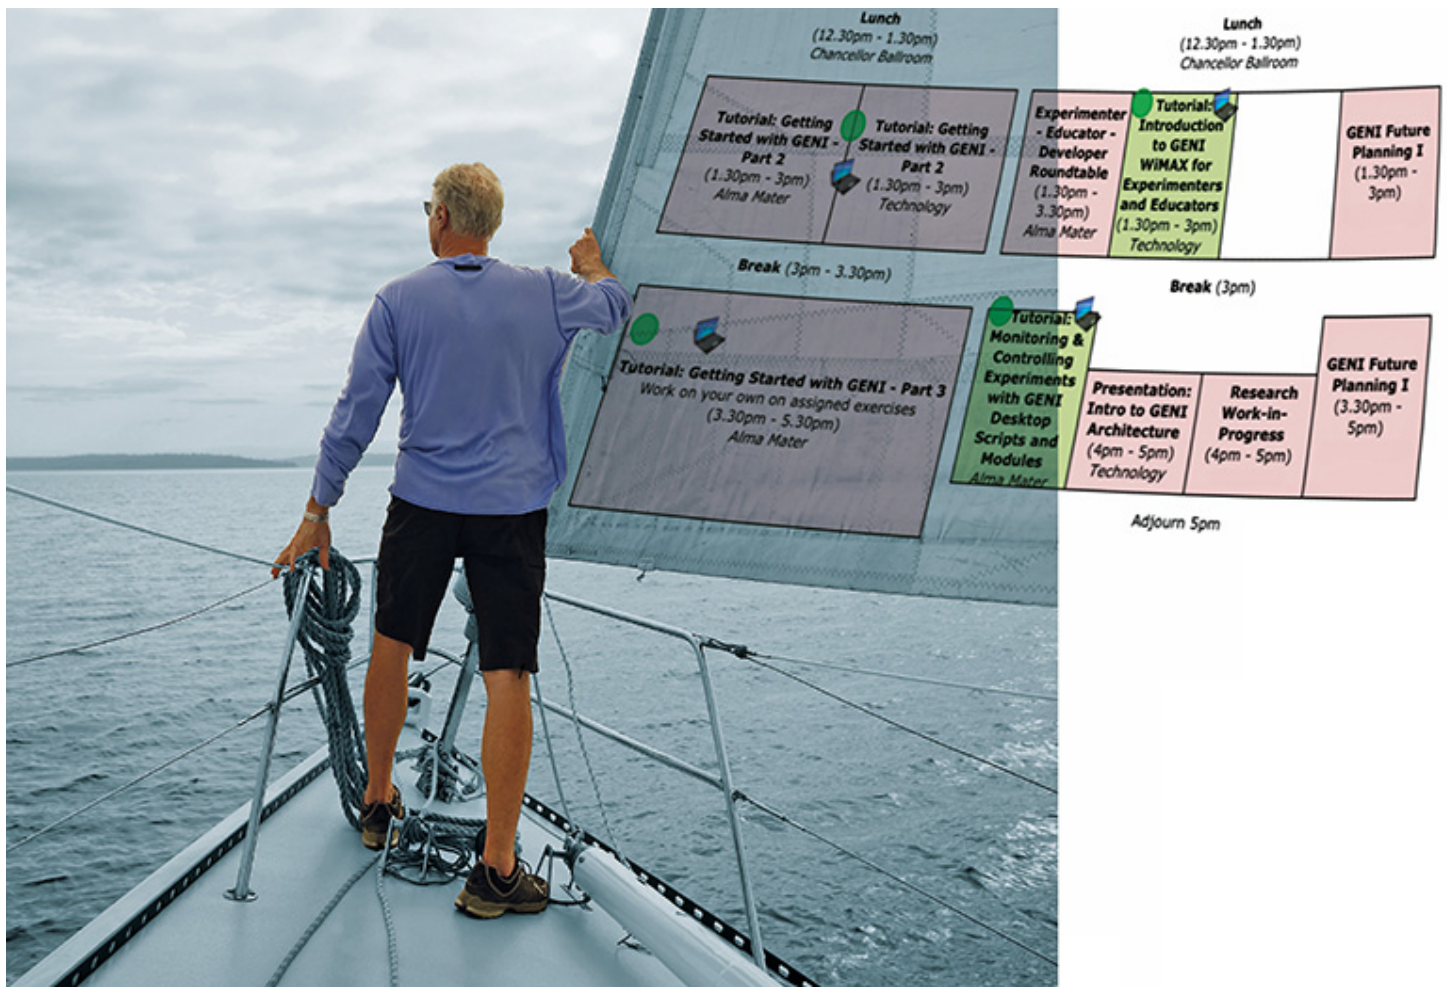 Lunch
(12.30pm - 1.30pm)
Chancellor Ballroom
Tutorial: Getting
Started with GENI -
Part 2
(1.30pm - 3pm)
Alma Mater
Tutorial: Getting
Started with GENI -
Part 2
(1.30pm - 3pm)
Technology
Break (3pm - 3.30pm)
Tutorial: Getting Started with GENI - Part 3
Work on your own on assigned exercises
(3.30pm - 5.30pm)
Alma Mater
Lunch
(12.30pm - 1.30pm)
Chancellor Ballroom
Experimenter
- Educator -
Developer
Roundtable
(1.30pm -
3.30pm)
Alma Mater
Tutorial:
Introduction
to GENI
WiMAX for
Experimenters
and Educators
(1.30pm - 3pm)
Technology
GENI Future
Planning I
(1.30pm -
3pm)
Break (3pm)
Tutorial:
Monitoring &
Controlling
Experiments
with GENI
Desktop
Scripts and
Modules
Alma Mater
Presentation:
Intro to GENI
Architecture
(4pm - 5pm)
Technology
Research
Work-in-
Progress
(4pm - 5pm)
GENI Future
Planning I
(3.30pm -
5pm)
Adjourn 5pm